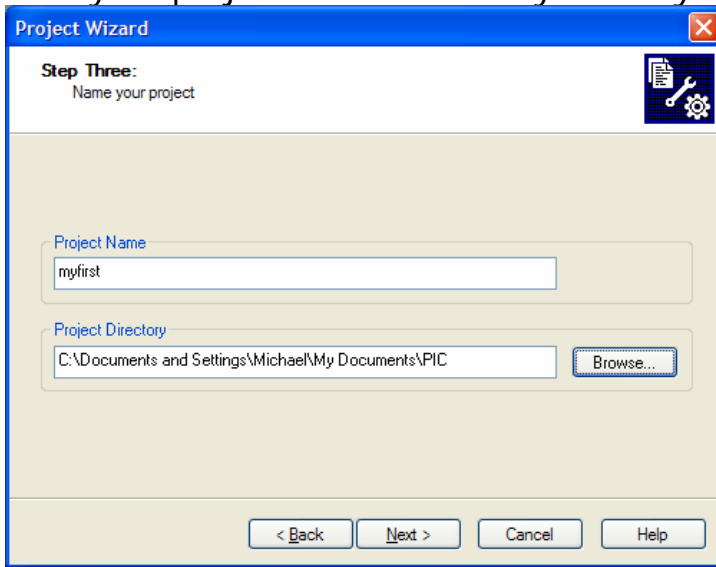 Project Wizard
Step Three:
Name your project
Project Name
myfirst
Project Directory
C:\Documents and Settings\Michael\My Documents\PIC
Browse...
< Back
Next >
Cancel
Help